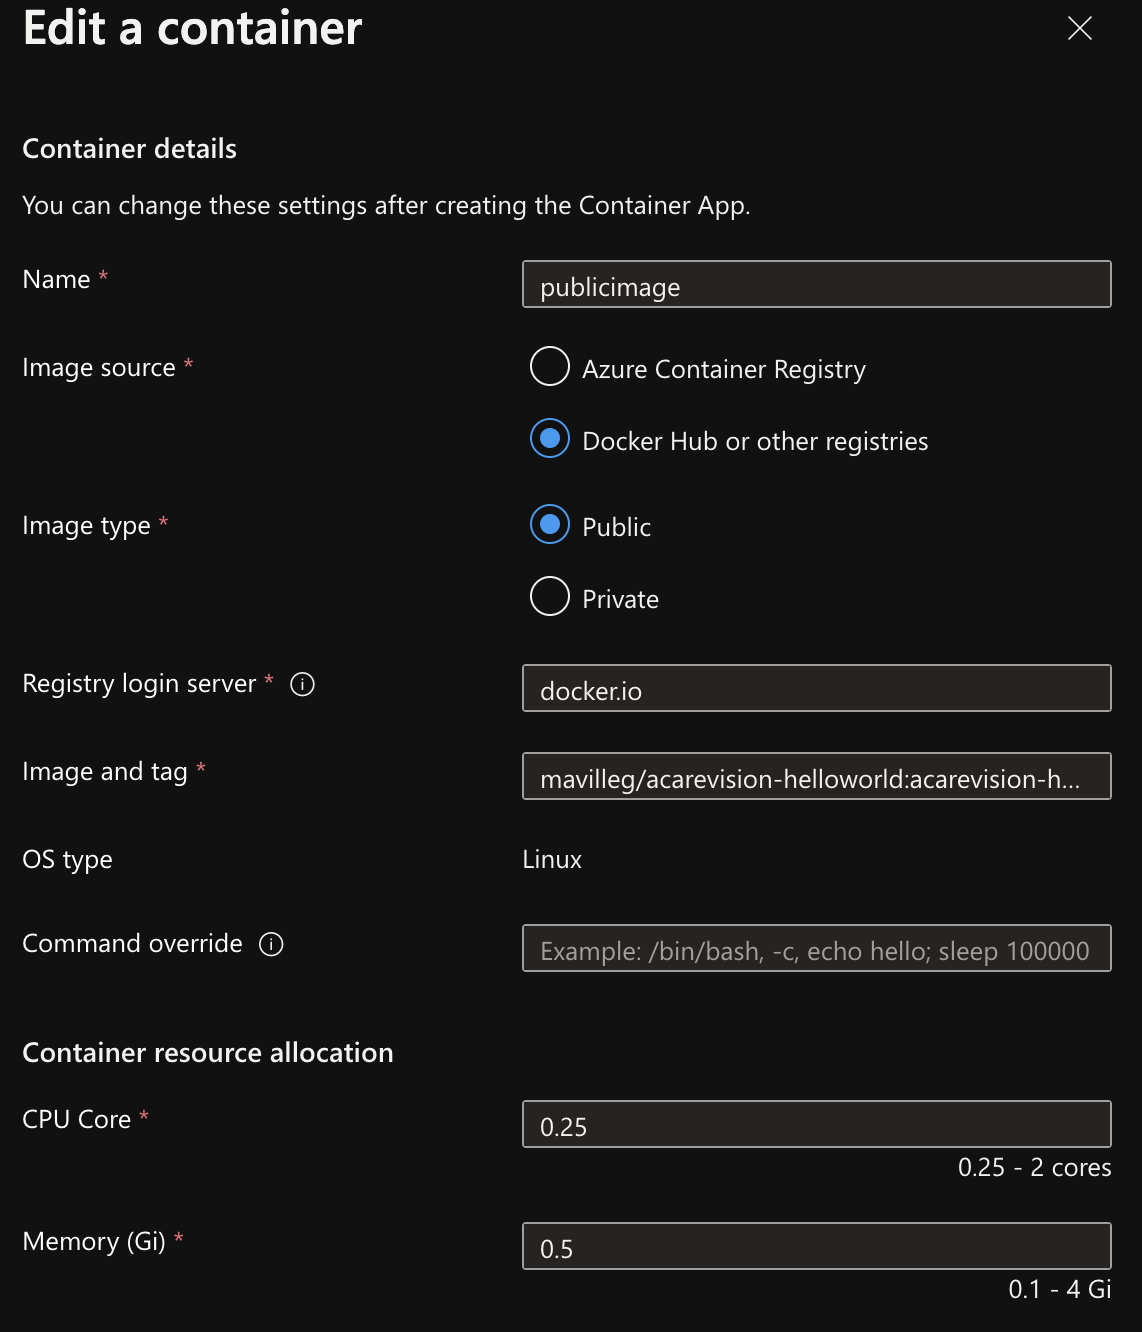 Edit a container
Container details
You can change these settings after creating the Container App.
Name *
publicimage
Image source *
Azure Container Registry
Docker Hub or other registries
Image type *
Public
Private
Registry login server *
docker.io
Image and tag *
mavilleg/acarevision-helloworld:acarevision-h...
OS type
Linux
Command override
Example: /bin/bash, -c, echo hello; sleep 100000
Container resource allocation
CPU Core *
0.25
0.25 - 2 cores
Memory (Gi) *
0.5
0.1 - 4 Gi